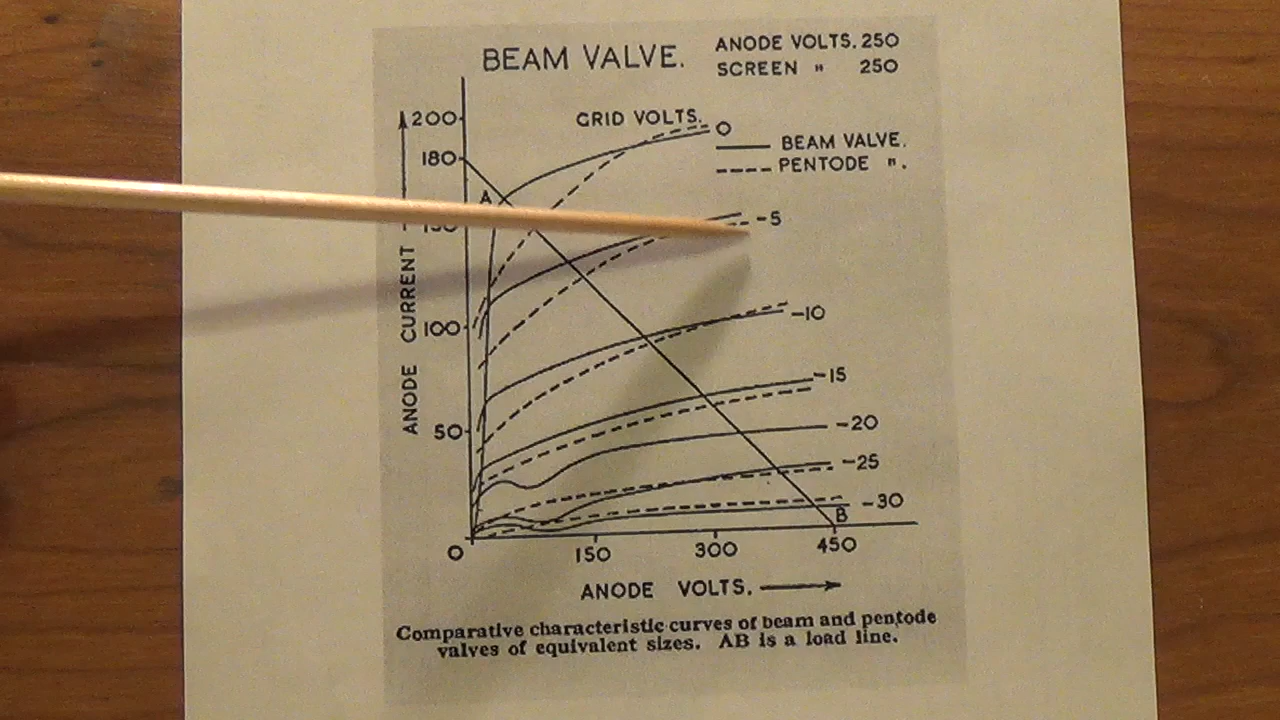 BEAM VALVE.
ANODE VOLTS. 250
SCREEN " 250
GRID VOLTS.
0
BEAM VALVE.
PENTODE ".
200
180
A
-5
100
-10
-15
50
-20
-25
-30
B
0
150
300
450
ANODE CURRENT
ANODE VOLTS.
Comparative characteristic curves of beam and pentode
valves of equivalent sizes. AB is a load line.